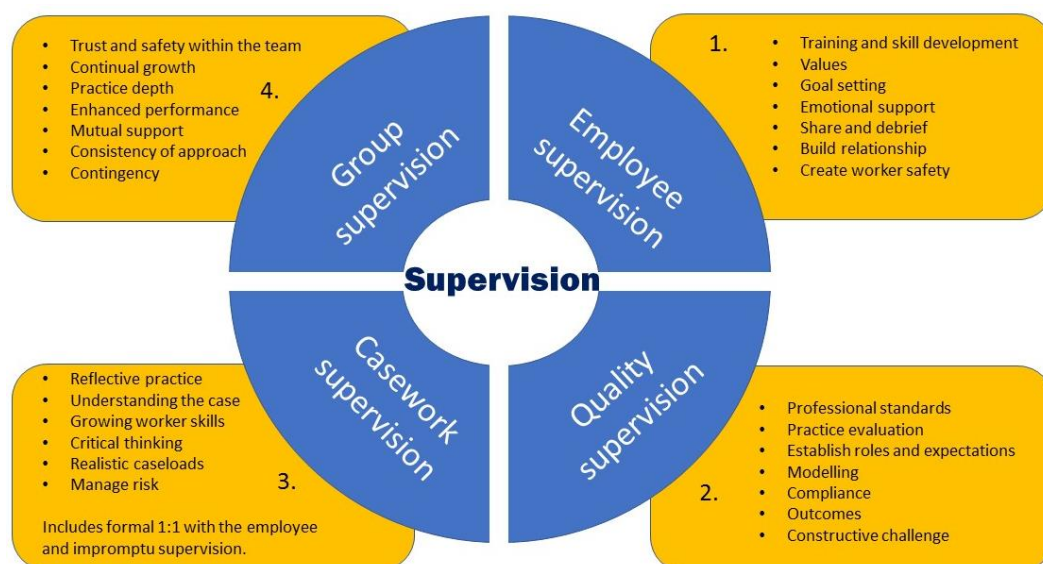 1.
• Training and skill development
• Values
• Goal setting
• Emotional support
• Share and debrief
• Build relationship
• Create worker safety
Employee
supervision
2.
• Professional standards
• Practice evaluation
• Establish roles and expectations
• Modelling
• Compliance
• Outcomes
• Constructive challenge
Quality
supervision
3.
• Reflective practice
• Understanding the case
• Growing worker skills
• Critical thinking
• Realistic caseloads
• Manage risk
Includes formal 1:1 with the employee
and impromptu supervision.
Casework
supervision
4.
• Trust and safety within the team
• Continual growth
• Practice depth
• Enhanced performance
• Mutual support
• Consistency of approach
• Contingency
Group
supervision
Supervision